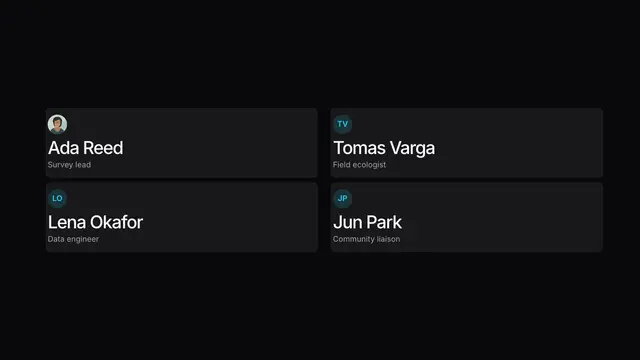 Ada Reed
Survey lead
TV
Tomas Varga
Field ecologist
LO
Lena Okafor
Data engineer
JP
Jun Park
Community liaison